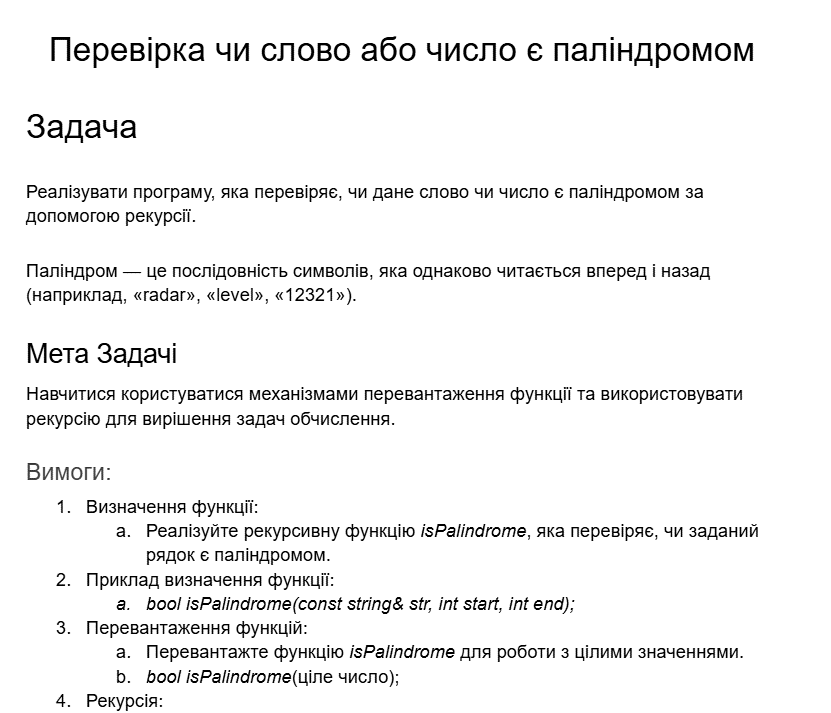 Перевірка чи слово або число є паліндромом
Задача
Реалізувати програму, яка перевіряє, чи дане слово чи число є паліндромом за
допомогою рекурсії.
Паліндром — це послідовність символів, яка однаково читається вперед і назад
(наприклад, «radar», «level», «12321»).
Мета Задачі
Навчитися користуватися механізмами перевантаження функції та використовувати
рекурсію для вирішення задач обчислення.
Вимоги:
1. Визначення функції:
a. Реалізуйте рекурсивну функцію isPalindrome, яка перевіряє, чи заданий
рядок є паліндромом.
2. Приклад визначення функції:
a. bool isPalindrome(const string& str, int start, int end);
3. Перевантаження функцій:
a. Перевантажте функцію isPalindrome для роботи з цілими значеннями.
b. bool isPalindrome(ціле число);
4. Рекурсія: